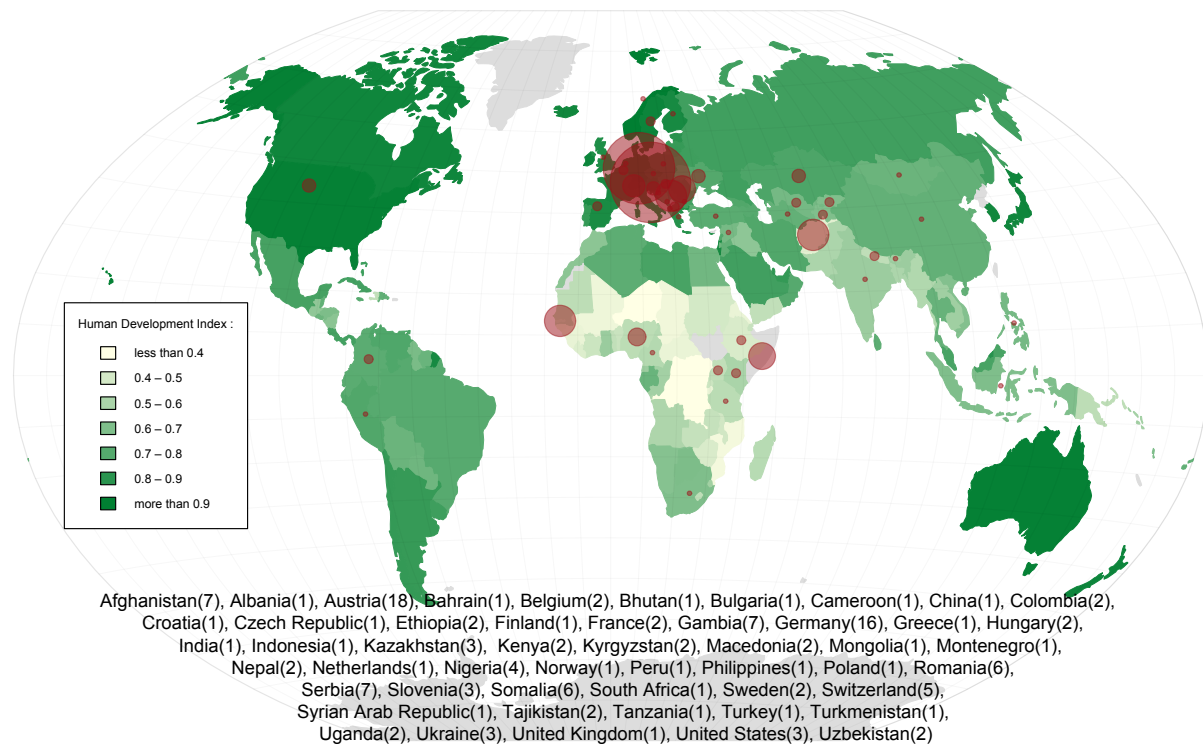 Human Development Index :
less than 0.4
0.4 – 0.5
0.5 – 0.6
0.6 – 0.7
0.7 – 0.8
0.8 – 0.9
more than 0.9
Afghanistan(7), Albania(1), Austria(18), Bahrain(1), Belgium(2), Bhutan(1), Bulgaria(1), Cameroon(1), China(1), Colombia(2),
Croatia(1), Czech Republic(1), Ethiopia(2), Finland(1), France(2), Gambia(7), Germany(16), Greece(1), Hungary(2),
India(1), Indonesia(1), Kazakhstan(3), Kenya(2), Kyrgyzstan(2), Macedonia(2), Mongolia(1), Montenegro(1),
Nepal(2), Netherlands(1), Nigeria(4), Norway(1), Peru(1), Philippines(1), Poland(1), Romania(6),
Serbia(7), Slovenia(3), Somalia(6), South Africa(1), Sweden(2), Switzerland(5),
Syrian Arab Republic(1), Tajikistan(2), Tanzania(1), Turkey(1), Turkmenistan(1),
Uganda(2), Ukraine(3), United Kingdom(1), United States(3), Uzbekistan(2)